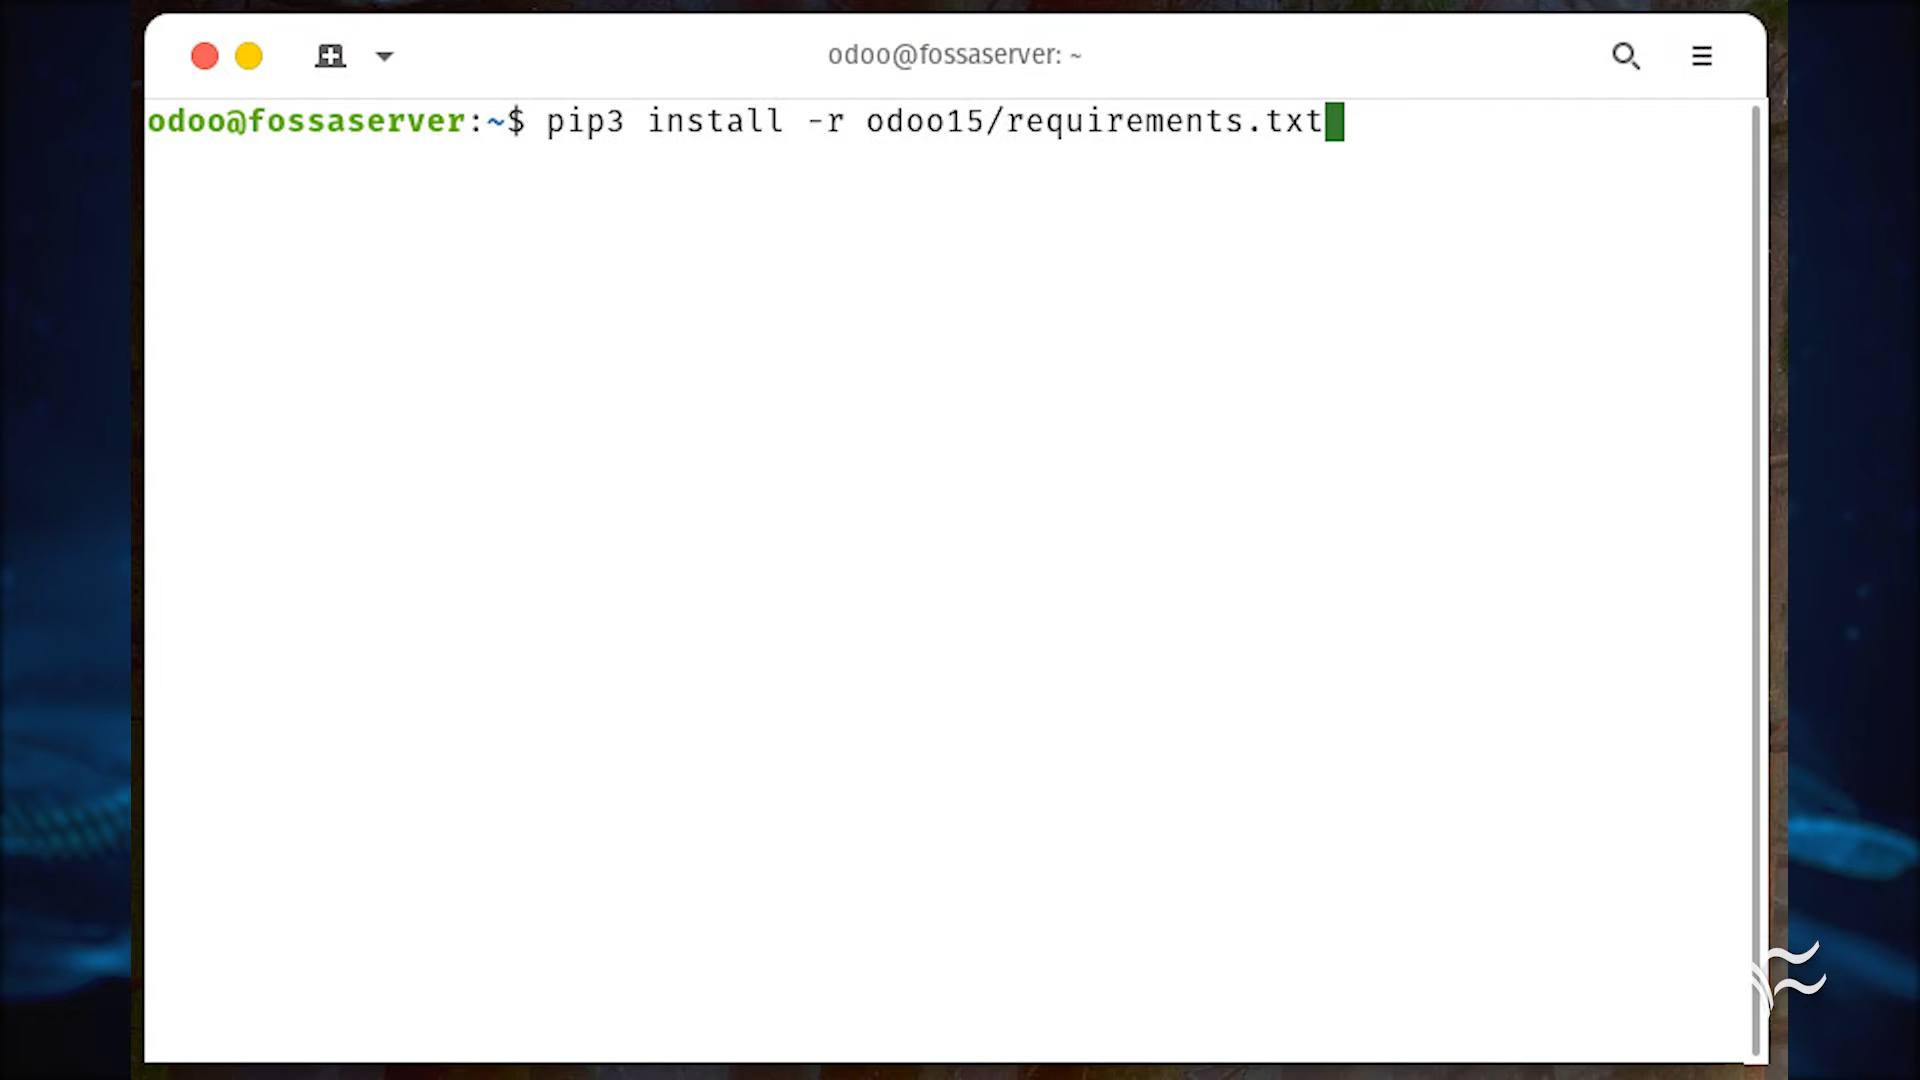 odoo@fossaserver: ~
odoo@fossaserver:~$ pip3 install -r odoo15/requirements.txt